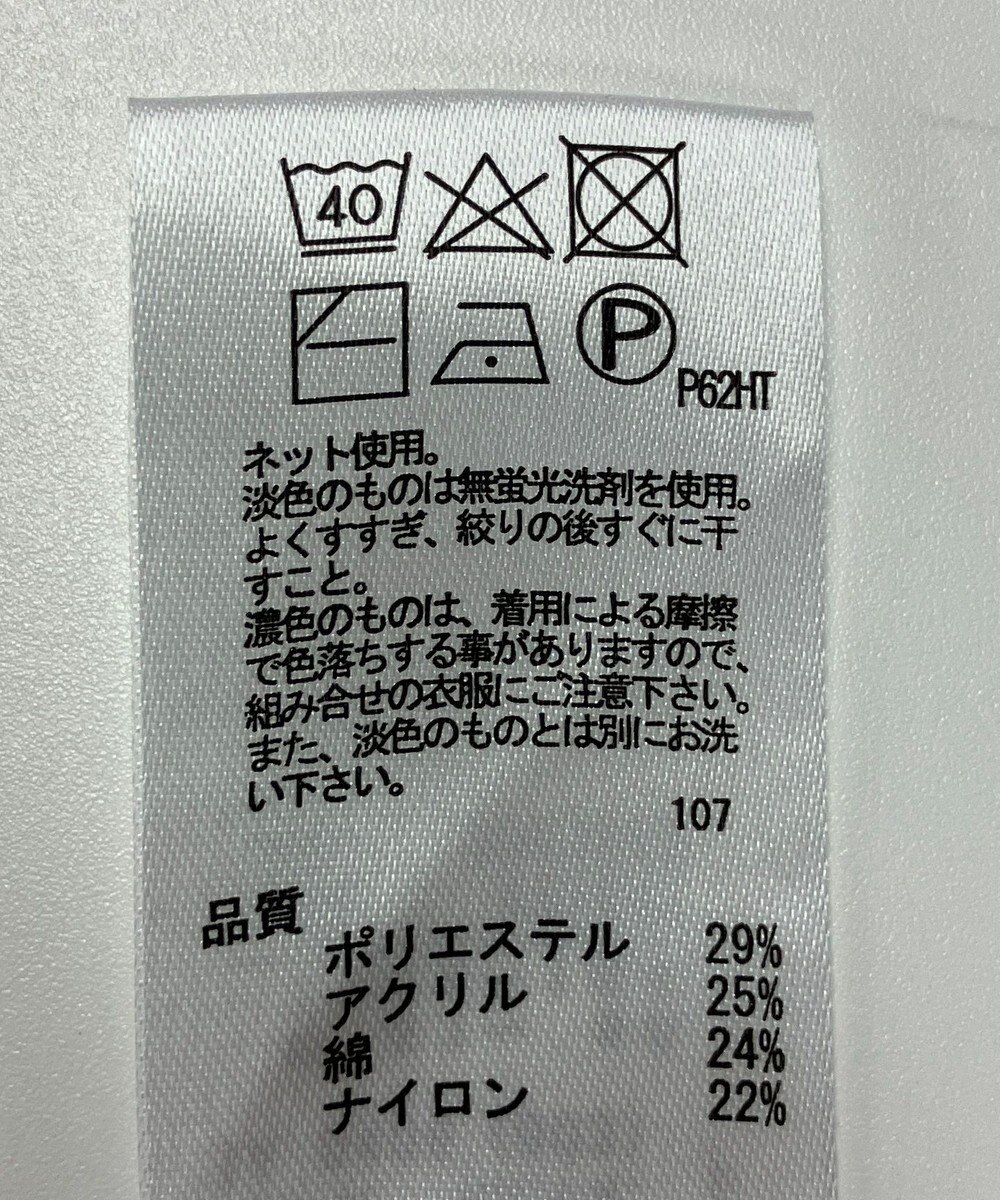 40
P
P62HT
ネット使用。
淡色のものは無蛍光洗剤を使用。
よくすすぎ、絞りの後すぐに干
すこと。
濃色のものは、着用による摩擦
で色落ちする事がありますので、
組み合せの衣服にご注意下さい。
また、淡色のものとは別にお洗
い下さい。
107
品質
ポリエステル 29%
アクリル 25%
綿 24%
ナイロン 22%